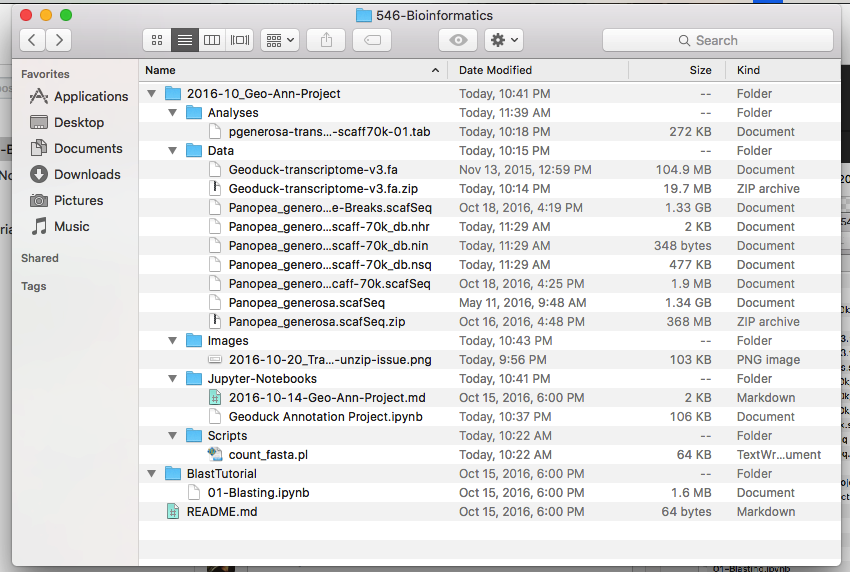 546-Bioinformatics
Search
Favorites
Applications
Desktop
Documents
Downloads
Pictures
Music
Shared
Tags
Name Date Modified Size Kind
2016-10_Geo-Ann-Project Today, 10:41 PM -- Folder
Analyses Today, 11:39 AM -- Folder
pgenerosa-trans...-scaff70k-01.tab Today, 10:18 PM 272 KB Document
Data Today, 10:15 PM -- Folder
Geoduck-transcriptome-v3.fa Nov 13, 2015, 12:59 PM 104.9 MB Document
Geoduck-transcriptome-v3.fa.zip Today, 10:14 PM 19.7 MB ZIP archive
Panopea_genero...e-Breaks.scafSeq Oct 18, 2016, 4:19 PM 1.33 GB Document
Panopea_genero...scaff-70k_db.nhr Today, 11:29 AM 2 KB Document
Panopea_genero...scaff-70k_db.nin Today, 11:29 AM 348 bytes Document
Panopea_genero...scaff-70k_db.nsq Today, 11:29 AM 477 KB Document
Panopea_genero...caff-70k.scafSeq Oct 18, 2016, 4:25 PM 1.9 MB Document
Panopea_generosa.scafSeq May 11, 2016, 9:48 AM 1.34 GB Document
Panopea_generosa.scafSeq.zip Oct 16, 2016, 4:48 PM 368 MB ZIP archive
Images Today, 10:43 PM -- Folder
2016-10-20_Tra...-unzip-issue.png Today, 9:56 PM 103 KB PNG image
Jupyter-Notebooks Today, 10:41 PM -- Folder
2016-10-14-Geo-Ann-Project.md Oct 15, 2016, 6:00 PM 2 KB Markdown
Geoduck Annotation Project.ipynb Today, 10:37 PM 106 KB Document
Scripts Today, 10:22 AM -- Folder
count_fasta.pl Today, 10:22 AM 64 KB TextWr...ument
BlastTutorial Oct 15, 2016, 6:00 PM -- Folder
01-Blasting.ipynb Oct 15, 2016, 6:00 PM 1.6 MB Document
README.md Oct 15, 2016, 6:00 PM 64 bytes Markdown
01-Blasting.ipynb